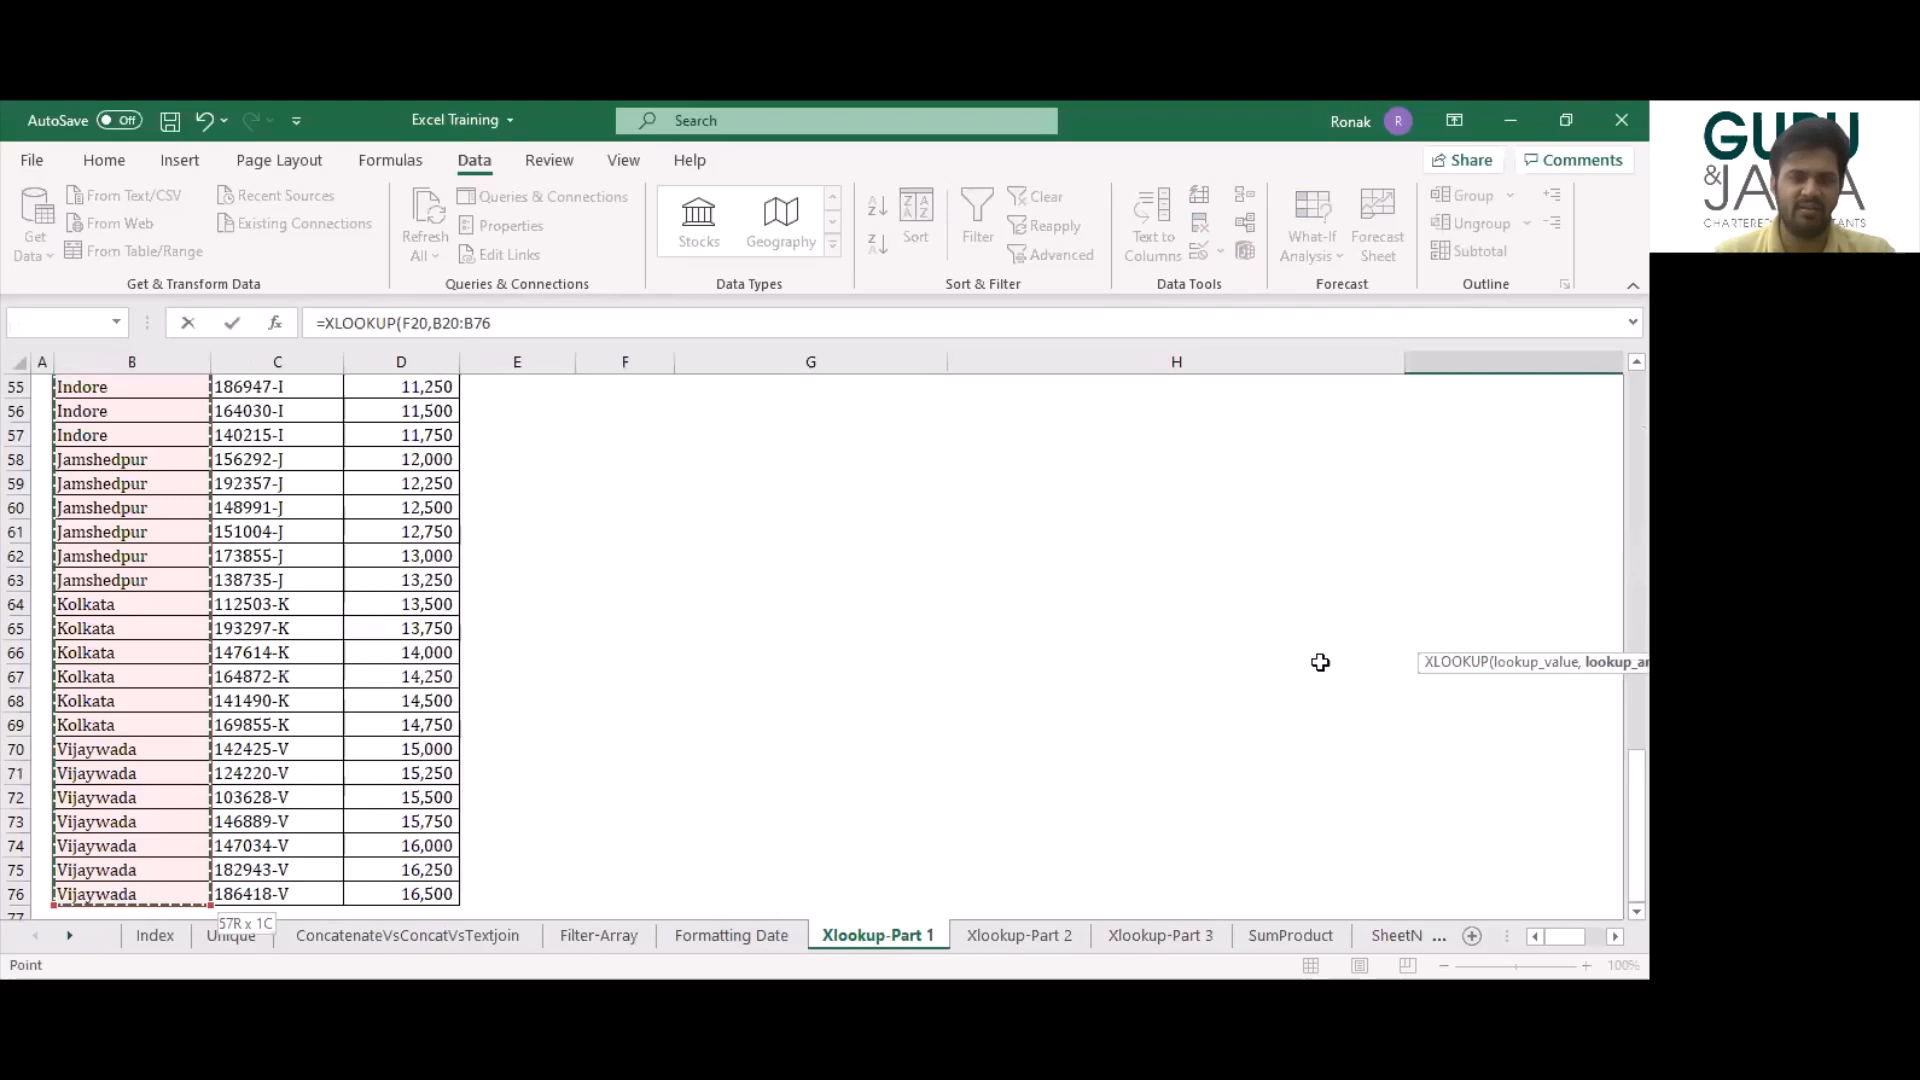 AutoSave Off Excel Training Search Ronak R
File Home Insert Page Layout Formulas Data Review View Help Share Comments
Get Data
From Text/CSV
From Web
From Table/Range
Recent Sources
Existing Connections
Get & Transform Data
Refresh All
Queries & Connections
Properties
Edit Links
Queries & Connections
Stocks Geography
Data Types
Sort
Filter
Clear
Reapply
Advanced
Sort & Filter
Text to Columns
Data Tools
What-If Analysis
Forecast Sheet
Forecast
Group
Ungroup
Subtotal
Outline
fx =XLOOKUP(F20,B20:B76
A B C D E F G H
55 Indore 186947-I 11,250
56 Indore 164030-I 11,500
57 Indore 140215-I 11,750
58 Jamshedpur 156292-J 12,000
59 Jamshedpur 192357-J 12,250
60 Jamshedpur 148991-J 12,500
61 Jamshedpur 151004-J 12,750
62 Jamshedpur 173855-J 13,000
63 Jamshedpur 138735-J 13,250
64 Kolkata 112503-K 13,500
65 Kolkata 193297-K 13,750
66 Kolkata 147614-K 14,000
67 Kolkata 164872-K 14,250
68 Kolkata 141490-K 14,500
69 Kolkata 169855-K 14,750
70 Vijaywada 142425-V 15,000
71 Vijaywada 124220-V 15,250
72 Vijaywada 103628-V 15,500
73 Vijaywada 146889-V 15,750
74 Vijaywada 147034-V 16,000
75 Vijaywada 182943-V 16,250
76 Vijaywada 186418-V 16,500
77
XLOOKUP(lookup_value, lookup_ar
57R x 1C
Index Unique ConcatenateVsConcatVsTextjoin Filter-Array Formatting Date Xlookup-Part 1 Xlookup-Part 2 Xlookup-Part 3 SumProduct SheetN ...
Point 100%